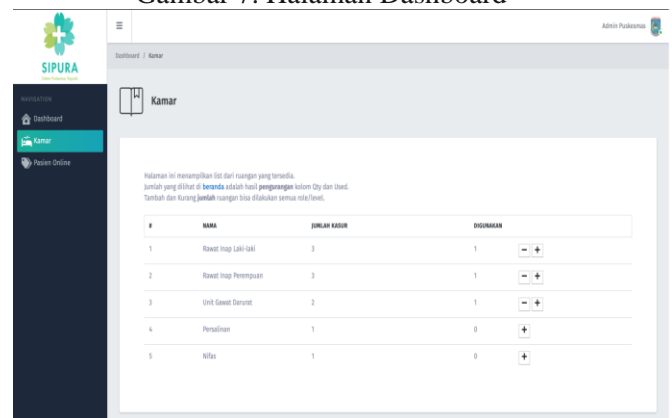 Gambar 7. Halaman Dashboard
Admin Puskesmas
SIPURA
Dashboard / Kamar
NAVIGATION
Dashboard
Kamar
Pasien Online
Kamar
Halaman ini menampilkan list dari ruangan yang tersedia.
Jumlah yang dilihat di beranda adalah hasil pengurangan kolom Qty dan Used.
Tambah dan Kurang jumlah ruangan bisa dilakukan semua role/level.
# NAMA JUMLAH KASUR DIGUNAKAN
1 Rawat Inap Laki-laki 3 1 - +
2 Rawat Inap Perempuan 3 1 - +
3 Unit Gawat Darurat 2 1 - +
4 Persalinan 1 0 +
5 Nifas 1 0 +